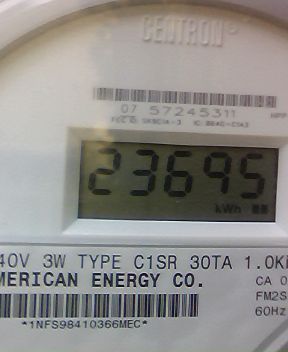 CENTRON®
07 57245311
23695
kWh
40V 3W TYPE C1SR 30TA 1.0K
MERICAN ENERGY CO.
CA 0
FM2S
60Hz
*1NFS98410366MEC*